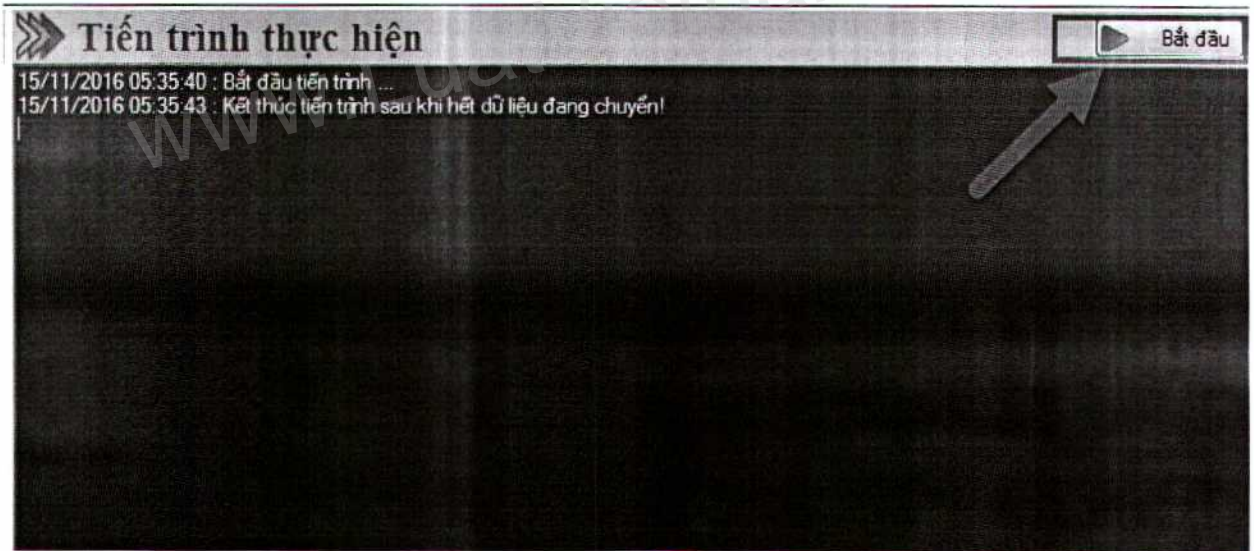 Tiến trình thực hiện
Bắt đầu
15/11/2016 05:35:40 : Bắt đầu tiến trình ...
15/11/2016 05:35:43 : Kết thúc tiến trình sau khi hết dữ liệu đang chuyển!